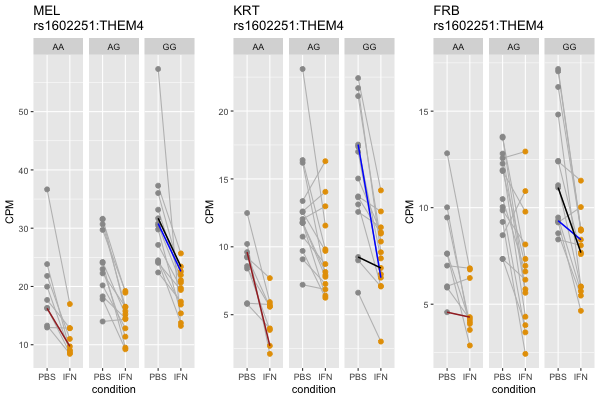 MEL
rs1602251:THEM4
AA AG GG
CPM
50
40
30
20
10
PBS IFN PBS IFN PBS IFN
condition
KRT
rs1602251:THEM4
AA AG GG
CPM
20
15
10
5
PBS IFN PBS IFN PBS IFN
condition
FRB
rs1602251:THEM4
AA AG GG
CPM
15
10
5
PBS IFN PBS IFN PBS IFN
condition